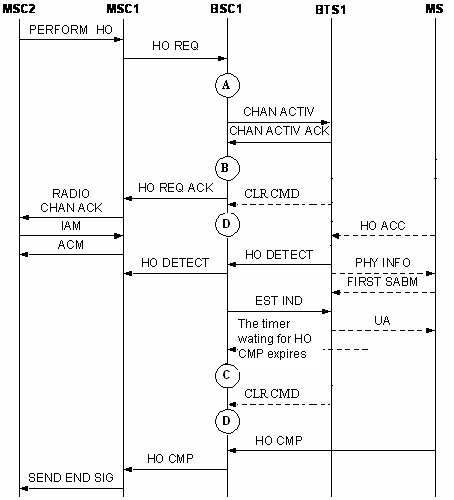 MSC2 MSC1 BSC1 BTS1 MS
PERFORM HO
HO REQ
A
CHAN ACTIV
CHAN ACTIV ACK
B
RADIO
CHAN ACK
HO REQ ACK
CLR CMD
D
IAM
HO ACC
ACM
HO DETECT
HO DETECT
PHY INFO
FIRST SABM
EST IND
UA
The timer
wating for HO
CMP expires
C
CLR CMD
D
HO CMP
HO CMP
SEND END SIG